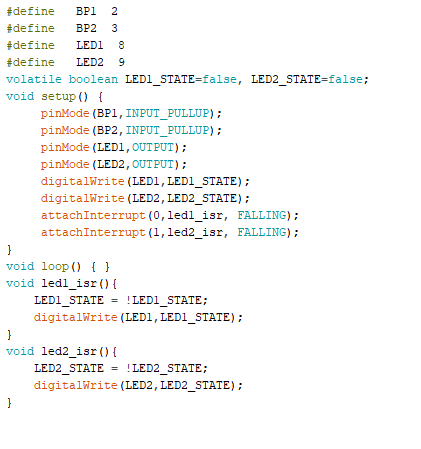 #define   BP1  2
#define   BP2  3
#define   LED1  8
#define   LED2  9
volatile boolean LED1_STATE=false, LED2_STATE=false;
void setup() {
     pinMode(BP1,INPUT_PULLUP);
     pinMode(BP2,INPUT_PULLUP);
     pinMode(LED1,OUTPUT);
     pinMode(LED2,OUTPUT);
     digitalWrite(LED1,LED1_STATE);
     digitalWrite(LED2,LED2_STATE);
     attachInterrupt(0,led1_isr, FALLING);
     attachInterrupt(1,led2_isr, FALLING);
}
void loop() { }
void led1_isr(){
    LED1_STATE = !LED1_STATE;
    digitalWrite(LED1,LED1_STATE);
}
void led2_isr(){
    LED2_STATE = !LED2_STATE;
    digitalWrite(LED2,LED2_STATE);
}